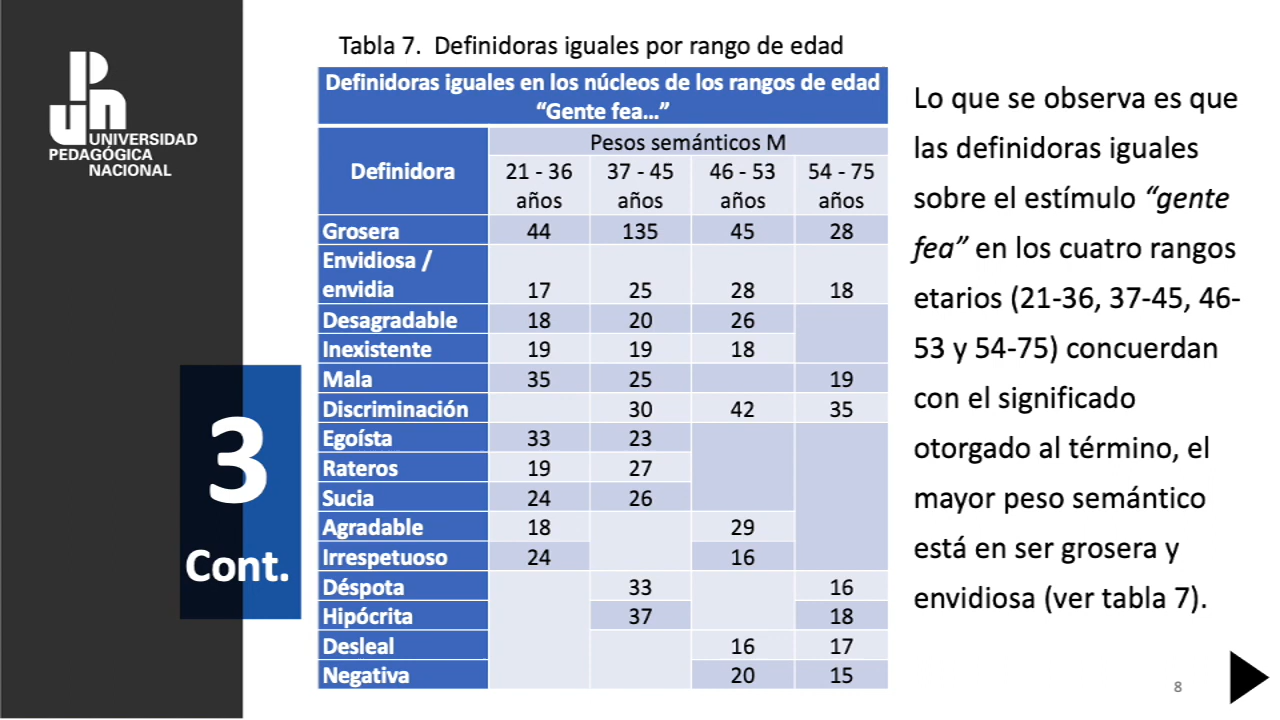 UNIVERSIDAD
PEDAGÓGICA
NACIONAL
3
Cont.
Tabla 7. Definidoras iguales por rango de edad
Definidoras iguales en los núcleos de los rangos de edad
“Gente fea…”
Definidora
Pesos semánticos M
21 - 36 años 37 - 45 años 46 - 53 años 54 - 75 años
Grosera 44 135 45 28
Envidiosa /
envidia 17 25 28 18
Desagradable 18 20 26
Inexistente 19 19 18
Mala 35 25 19
Discriminación 30 42 35
Egoísta 33 23
Rateros 19 27
Sucia 24 26
Agradable 18 29
Irrespetuoso 24 16
Déspota 33 16
Hipócrita 37 18
Desleal 16 17
Negativa 20 15
Lo que se observa es que
las definidoras iguales
sobre el estímulo “gente
fea” en los cuatro rangos
etarios (21-36, 37-45, 46-
53 y 54-75) concuerdan
con el significado
otorgado al término, el
mayor peso semántico
está en ser grosera y
envidiosa (ver tabla 7).
8